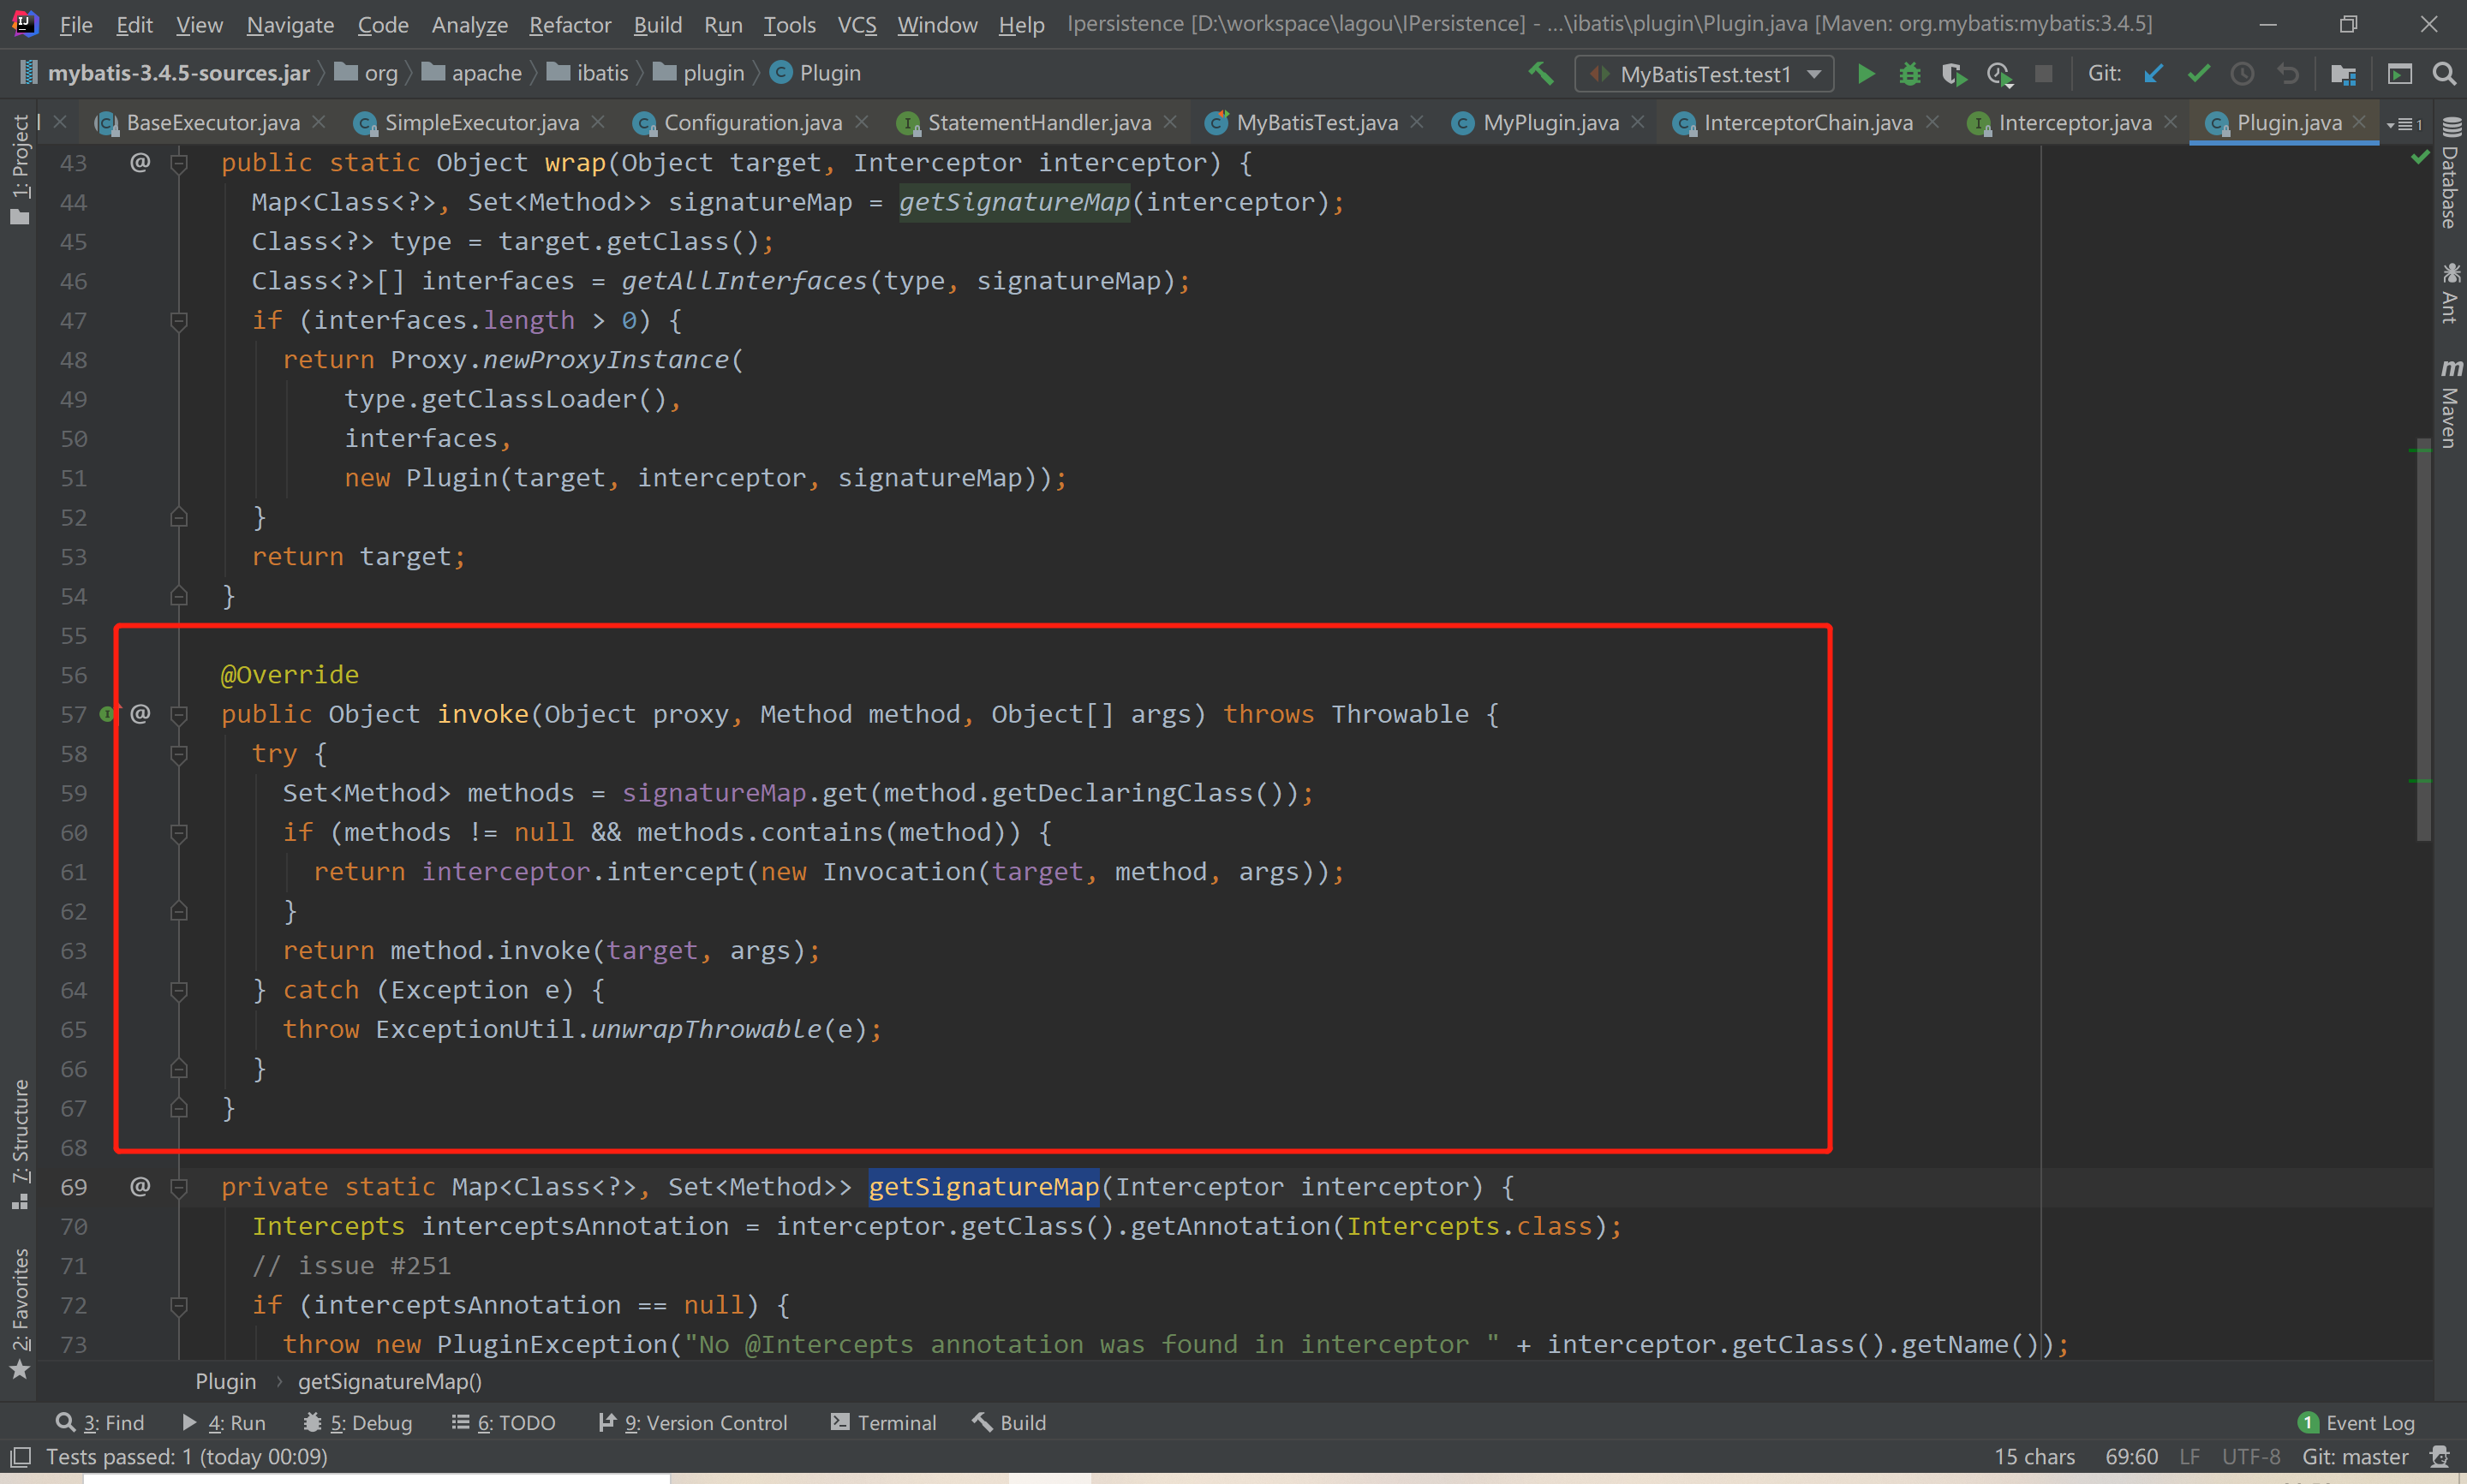 File Edit View Navigate Code Analyze Refactor Build Run Tools VCS Window Help Ipersistence [D:\workspace\lagou\IPersistence] - ...\ibatis\plugin\Plugin.java [Maven: org.mybatis:mybatis:3.4.5]
mybatis-3.4.5-sources.jar org apache ibatis plugin Plugin MyBatisTest.test1 Git:
BaseExecutor.java SimpleExecutor.java Configuration.java StatementHandler.java MyBatisTest.java MyPlugin.java InterceptorChain.java Interceptor.java Plugin.java 1
1: Project
7: Structure
2: Favorites
43 @ public static Object wrap(Object target, Interceptor interceptor) {
44 Map<Class<?>, Set<Method>> signatureMap = getSignatureMap(interceptor);
45 Class<?> type = target.getClass();
46 Class<?>[] interfaces = getAllInterfaces(type, signatureMap);
47 if (interfaces.length > 0) {
48 return Proxy.newProxyInstance(
49 type.getClassLoader(),
50 interfaces,
51 new Plugin(target, interceptor, signatureMap));
52 }
53 return target;
54 }
55
56 @Override
57 @ public Object invoke(Object proxy, Method method, Object[] args) throws Throwable {
58 try {
59 Set<Method> methods = signatureMap.get(method.getDeclaringClass());
60 if (methods != null && methods.contains(method)) {
61 return interceptor.intercept(new Invocation(target, method, args));
62 }
63 return method.invoke(target, args);
64 } catch (Exception e) {
65 throw ExceptionUtil.unwrapThrowable(e);
66 }
67 }
68
69 @ private static Map<Class<?>, Set<Method>> getSignatureMap(Interceptor interceptor) {
70 Intercepts interceptsAnnotation = interceptor.getClass().getAnnotation(Intercepts.class);
71 // issue #251
72 if (interceptsAnnotation == null) {
73 throw new PluginException("No @Intercepts annotation was found in interceptor " + interceptor.getClass().getName());
Database
Ant
Maven
Plugin getSignatureMap()
3: Find 4: Run 5: Debug 6: TODO 9: Version Control Terminal Build 1 Event Log
Tests passed: 1 (today 00:09) 15 chars 69:60 LF UTF-8 Git: master